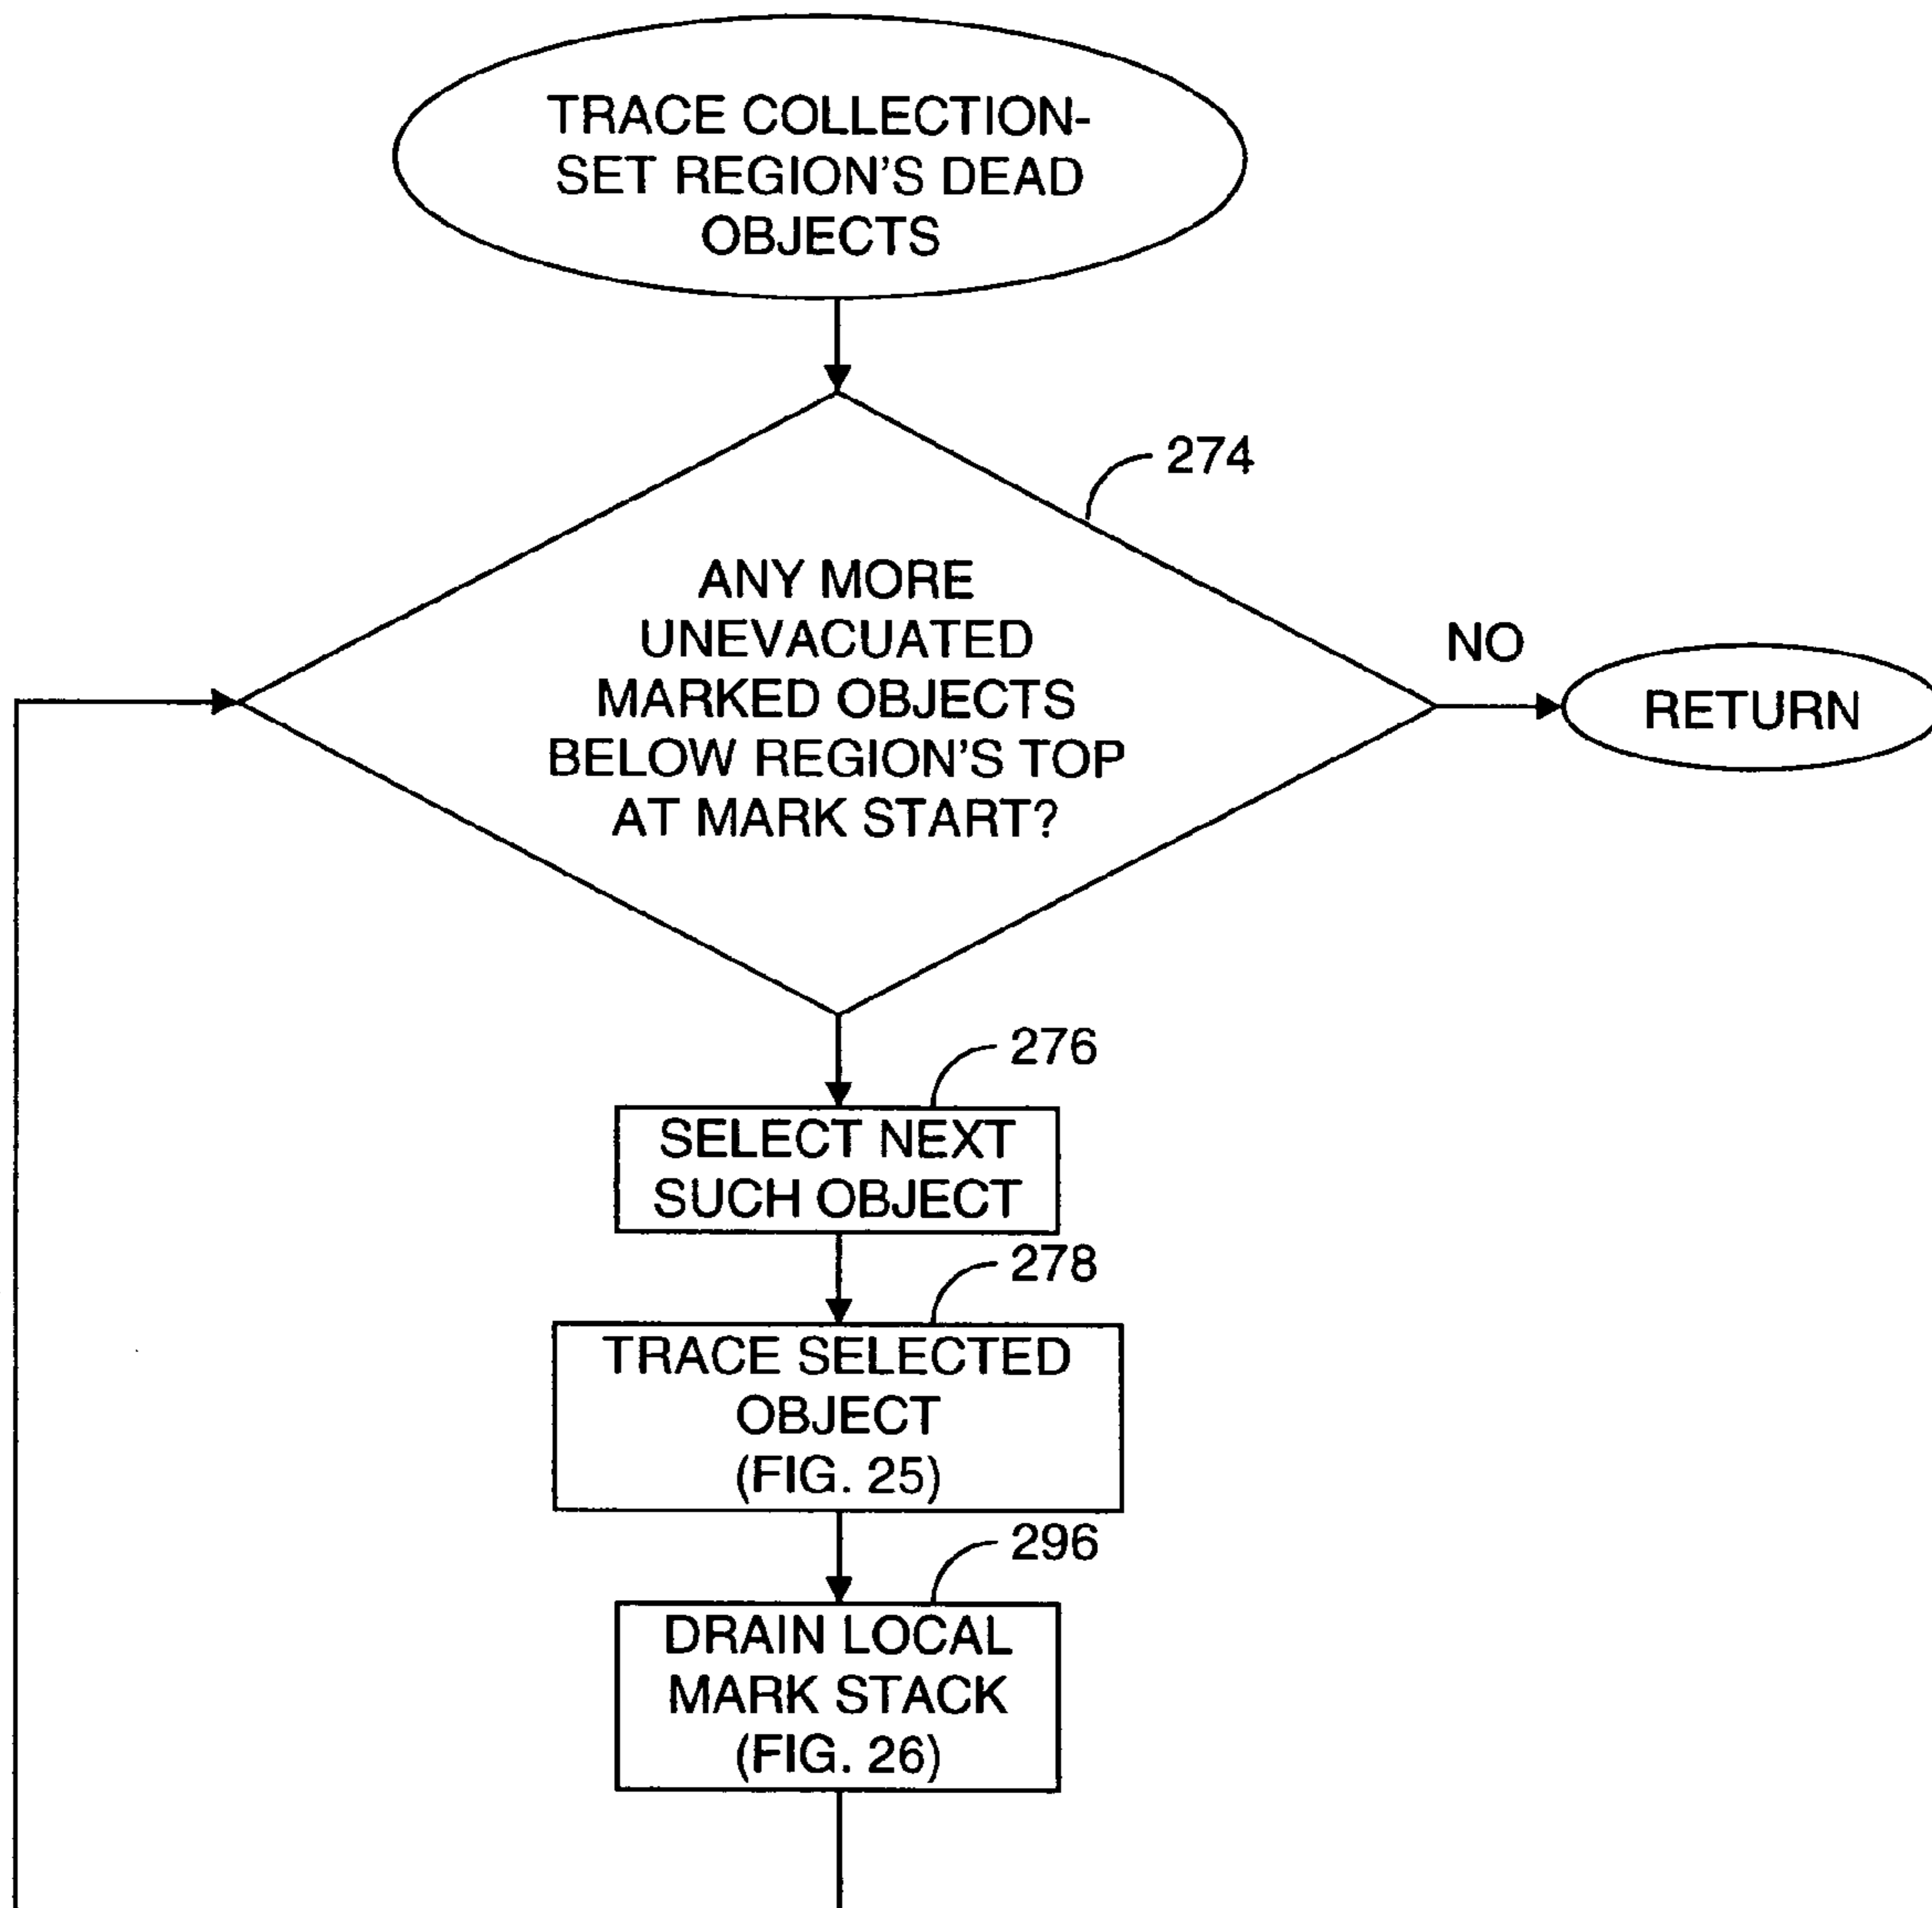 TRACE COLLECTION-
SET REGION'S DEAD
OBJECTS
274
ANY MORE
UNEVACUATED
MARKED OBJECTS
BELOW REGION'S TOP
AT MARK START?
NO
RETURN
276
SELECT NEXT
SUCH OBJECT
278
TRACE SELECTED
OBJECT
(FIG. 25)
296
DRAIN LOCAL
MARK STACK
(FIG. 26)